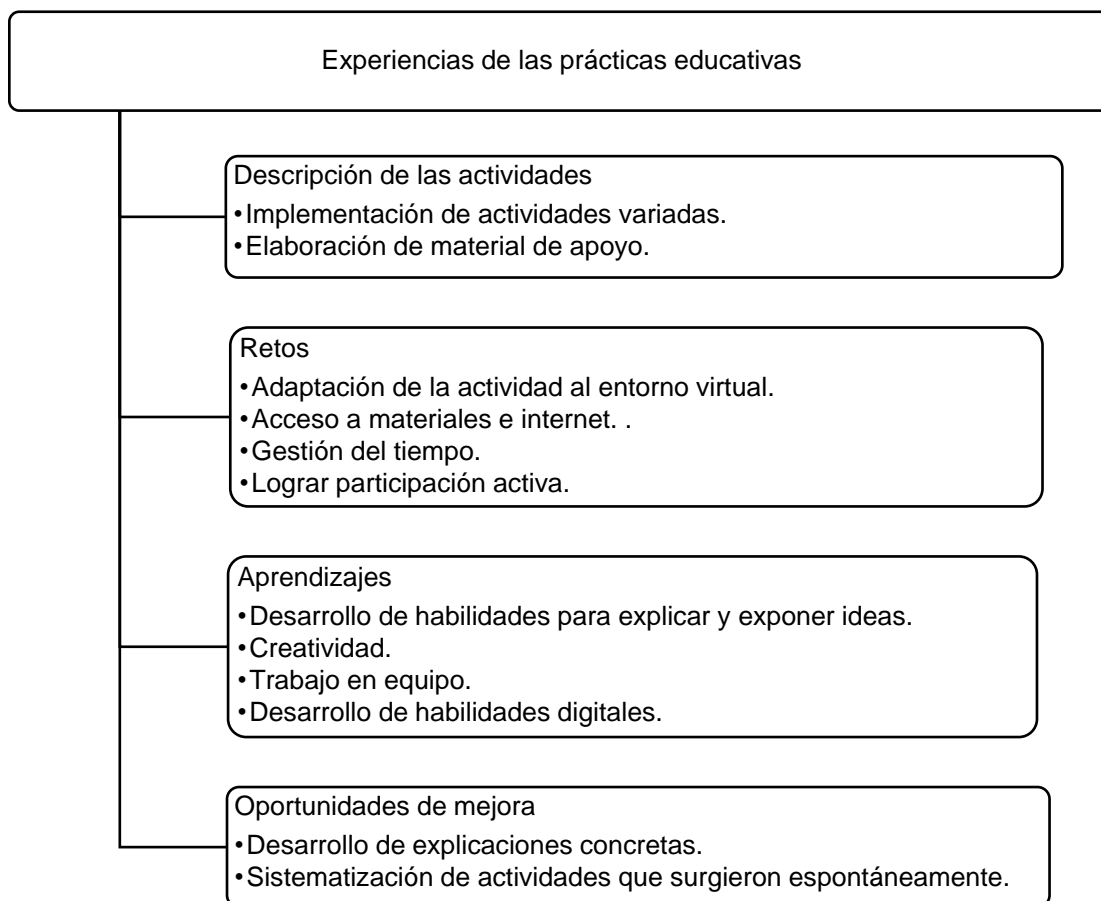 Experiencias de las prácticas educativas
Descripción de las actividades
•Implementación de actividades variadas.
•Elaboración de material de apoyo.
Retos
•Adaptación de la actividad al entorno virtual.
•Acceso a materiales e internet. .
•Gestión del tiempo.
•Lograr participación activa.
Aprendizajes
•Desarrollo de habilidades para explicar y exponer ideas.
•Creatividad.
•Trabajo en equipo.
•Desarrollo de habilidades digitales.
Oportunidades de mejora
•Desarrollo de explicaciones concretas.
•Sistematización de actividades que surgieron espontáneamente.